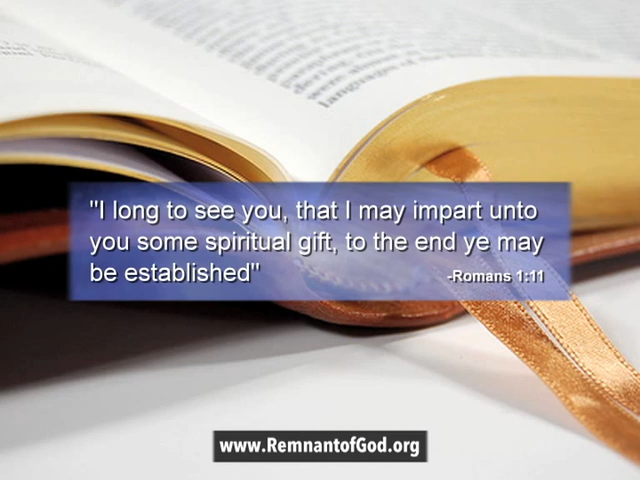 "I long to see you, that I may impart unto
you some spiritual gift, to the end ye may
be established"
-Romans 1:11
www.RemnantofGod.org